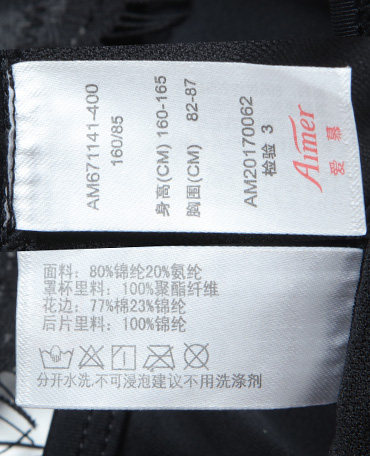 AM671141-400
160/85
身高(CM) 160-165
胸围(CM) 82-87
AM20170062
检验 3
Aimer
爱慕
面料：80%锦纶20%氨纶
罩杯里料：100%聚酯纤维
花边：77%棉23%锦纶
后片里料：100%锦纶
分开水洗.不可浸泡建议不用洗涤剂